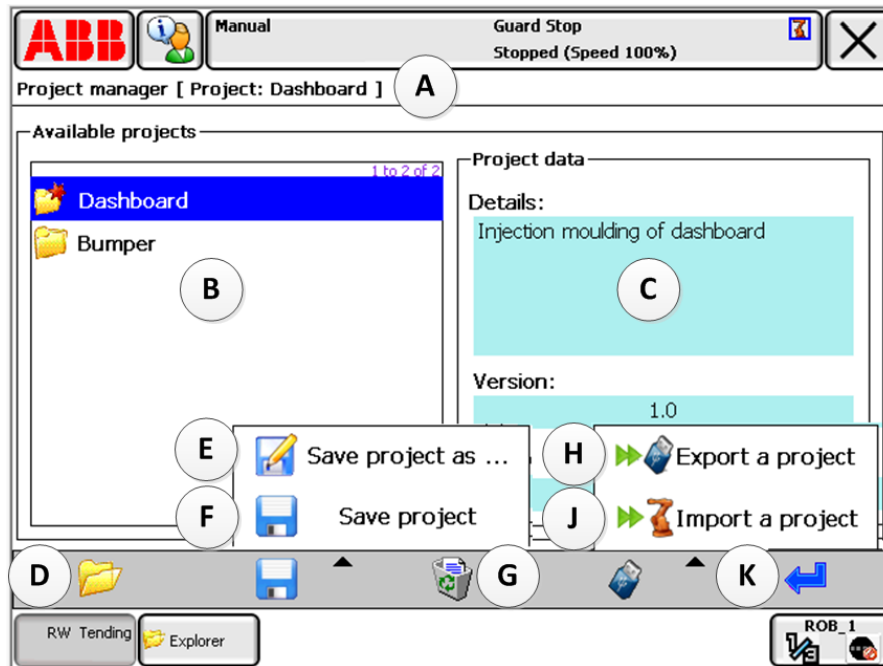 ABB
Manual
Guard Stop
Stopped (Speed 100%)
Project manager [ Project: Dashboard ]
A
Available projects
1 to 2 of 2
Dashboard
Bumper
B
Project data
Details:
Injection moulding of dashboard
C
Version:
1.0
E
Save project as ...
F
Save project
H
Export a project
J
Import a project
D
G
K
RW Tending
Explorer
ROB_1
1/3